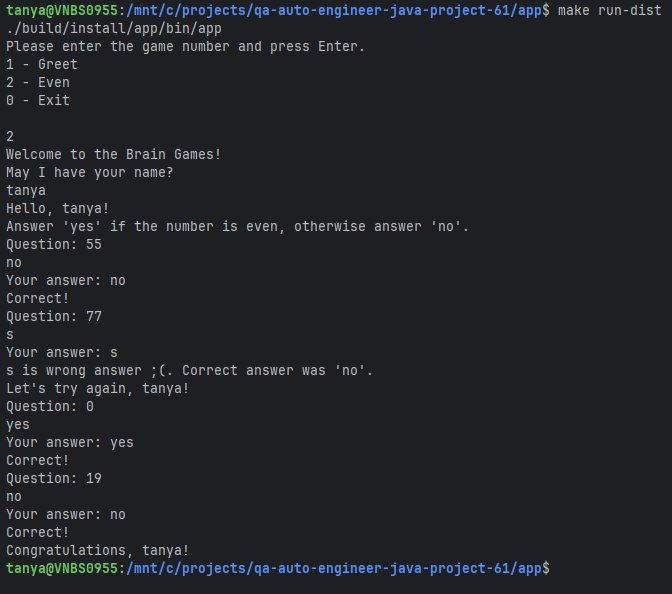 tanya@VNBS0955:/mnt/c/projects/qa-auto-engineer-java-project-61/app$ make run-dist
./build/install/app/bin/app
Please enter the game number and press Enter.
1 - Greet
2 - Even
0 - Exit
2
Welcome to the Brain Games!
May I have your name?
tanya
Hello, tanya!
Answer 'yes' if the number is even, otherwise answer 'no'.
Question: 55
no
Your answer: no
Correct!
Question: 77
s
Your answer: s
s is wrong answer ;(. Correct answer was 'no'.
Let's try again, tanya!
Question: 0
yes
Your answer: yes
Correct!
Question: 19
no
Your answer: no
Correct!
Congratulations, tanya!
tanya@VNBS0955:/mnt/c/projects/qa-auto-engineer-java-project-61/app$